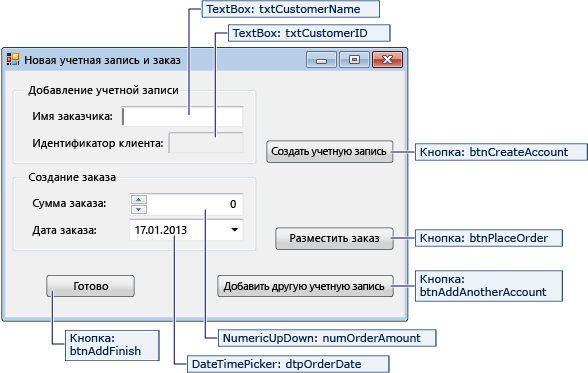 TextBox: txtCustomerName
TextBox: txtCustomerID
Новая учетная запись и заказ
Добавление учетной записи
Имя заказчика:
Идентификатор клиента:
Создать учетную запись
Кнопка: btnCreateAccount
Создание заказа
Сумма заказа:
0
Дата заказа:
17.01.2013
Разместить заказ
Кнопка: btnPlaceOrder
Готово
Добавить другую учетную запись
Кнопка:
btnAddAnotherAccount
Кнопка:
btnAddFinish
NumericUpDown: numOrderAmount
DateTimePicker: dtpOrderDate